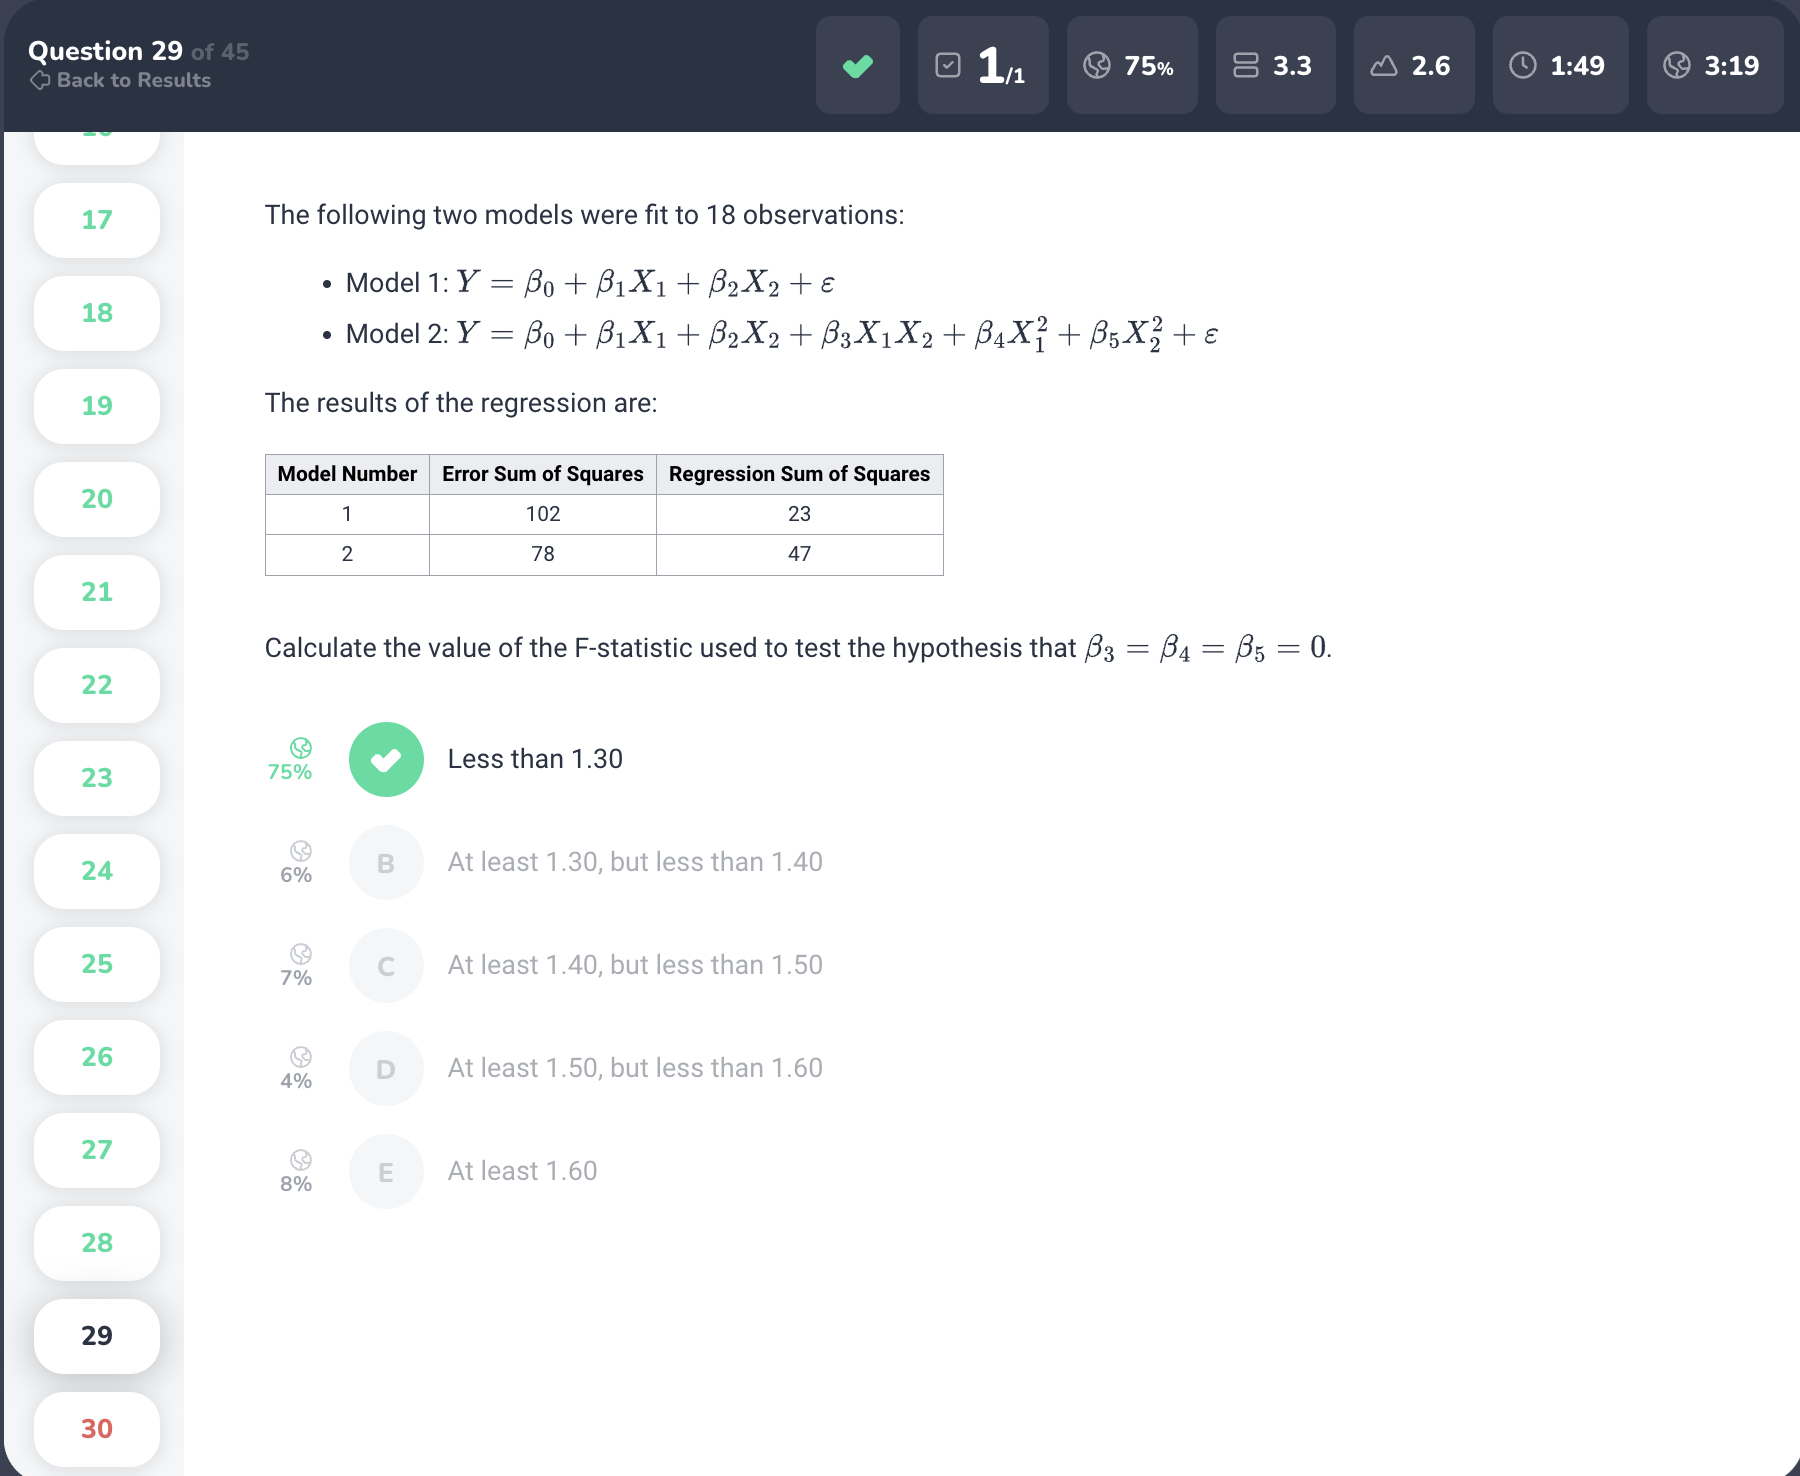 Question 29 of 45
Back to Results
1/1
75%
3.3
2.6
1:49
3:19
17
18
19
20
21
22
23
24
25
26
27
28
29
30
The following two models were fit to 18 observations:
• Model 1: Y = β₀ + β₁X₁ + β₂X₂ + ε
• Model 2: Y = β₀ + β₁X₁ + β₂X₂ + β₃X₁X₂ + β₄X₁² + β₅X₂² + ε
The results of the regression are:
Model Number Error Sum of Squares Regression Sum of Squares
1 102 23
2 78 47
Calculate the value of the F-statistic used to test the hypothesis that β₃ = β₄ = β₅ = 0.
75% Less than 1.30
6% B At least 1.30, but less than 1.40
7% C At least 1.40, but less than 1.50
4% D At least 1.50, but less than 1.60
8% E At least 1.60